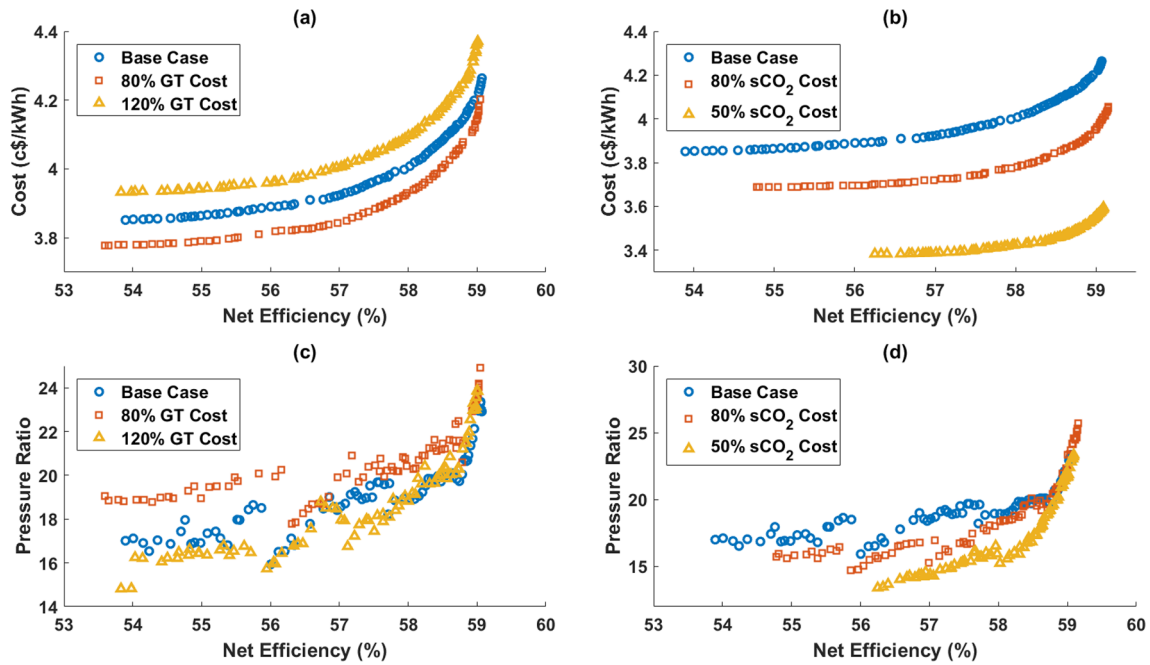 (a)
4.4
4.2
4
3.8
Cost (c$/kWh)
Base Case
80% GT Cost
120% GT Cost
53 54 55 56 57 58 59 60
Net Efficiency (%)
(b)
4.4
4.2
4
3.8
3.6
3.4
Cost (c$/kWh)
Base Case
80% sCO2 Cost
50% sCO2 Cost
54 55 56 57 58 59
Net Efficiency (%)
(c)
24
22
20
18
16
14
Pressure Ratio
Base Case
80% GT Cost
120% GT Cost
53 54 55 56 57 58 59 60
Net Efficiency (%)
(d)
30
25
20
15
Pressure Ratio
Base Case
80% sCO2 Cost
50% sCO2 Cost
53 54 55 56 57 58 59 60
Net Efficiency (%)